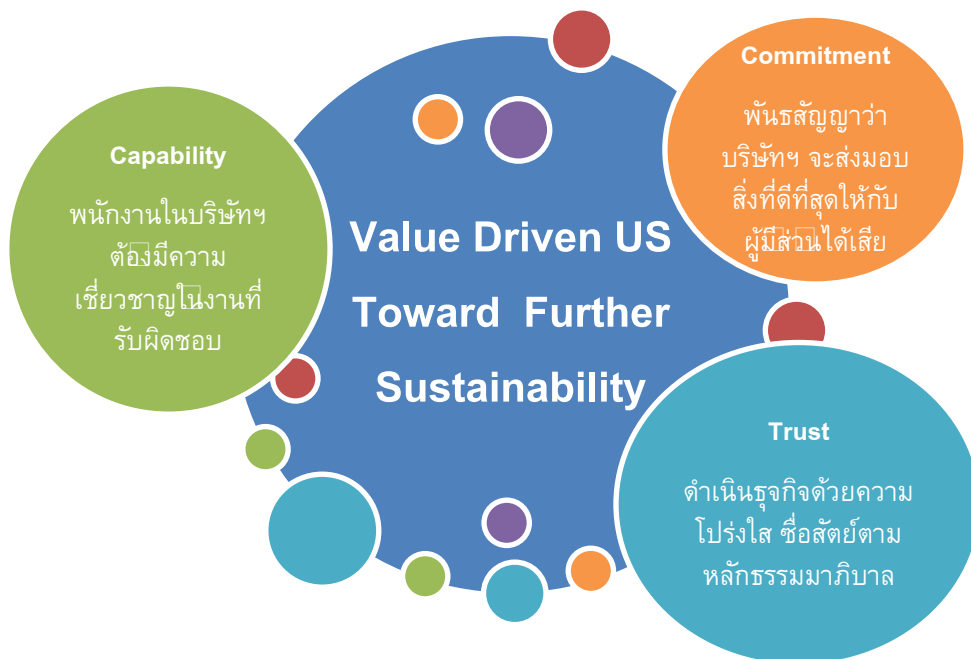 Capability
พนักงานในบริษัทฯ
ต้องมีความ
เชี่ยวชาญในงานที่
รับผิดชอบ
Value Driven US
Toward Further
Sustainability
Commitment
พันธสัญญาว่า
บริษัทฯ จะส่งมอบ
สิ่งที่ดีที่สุดให้กับ
ผู้มีส่วนได้เสีย
Trust
ดำเนินธุจกิจด้วยความ
โปร่งใส ซื่อสัตย์ตาม
หลักธรรมมาภิบาล